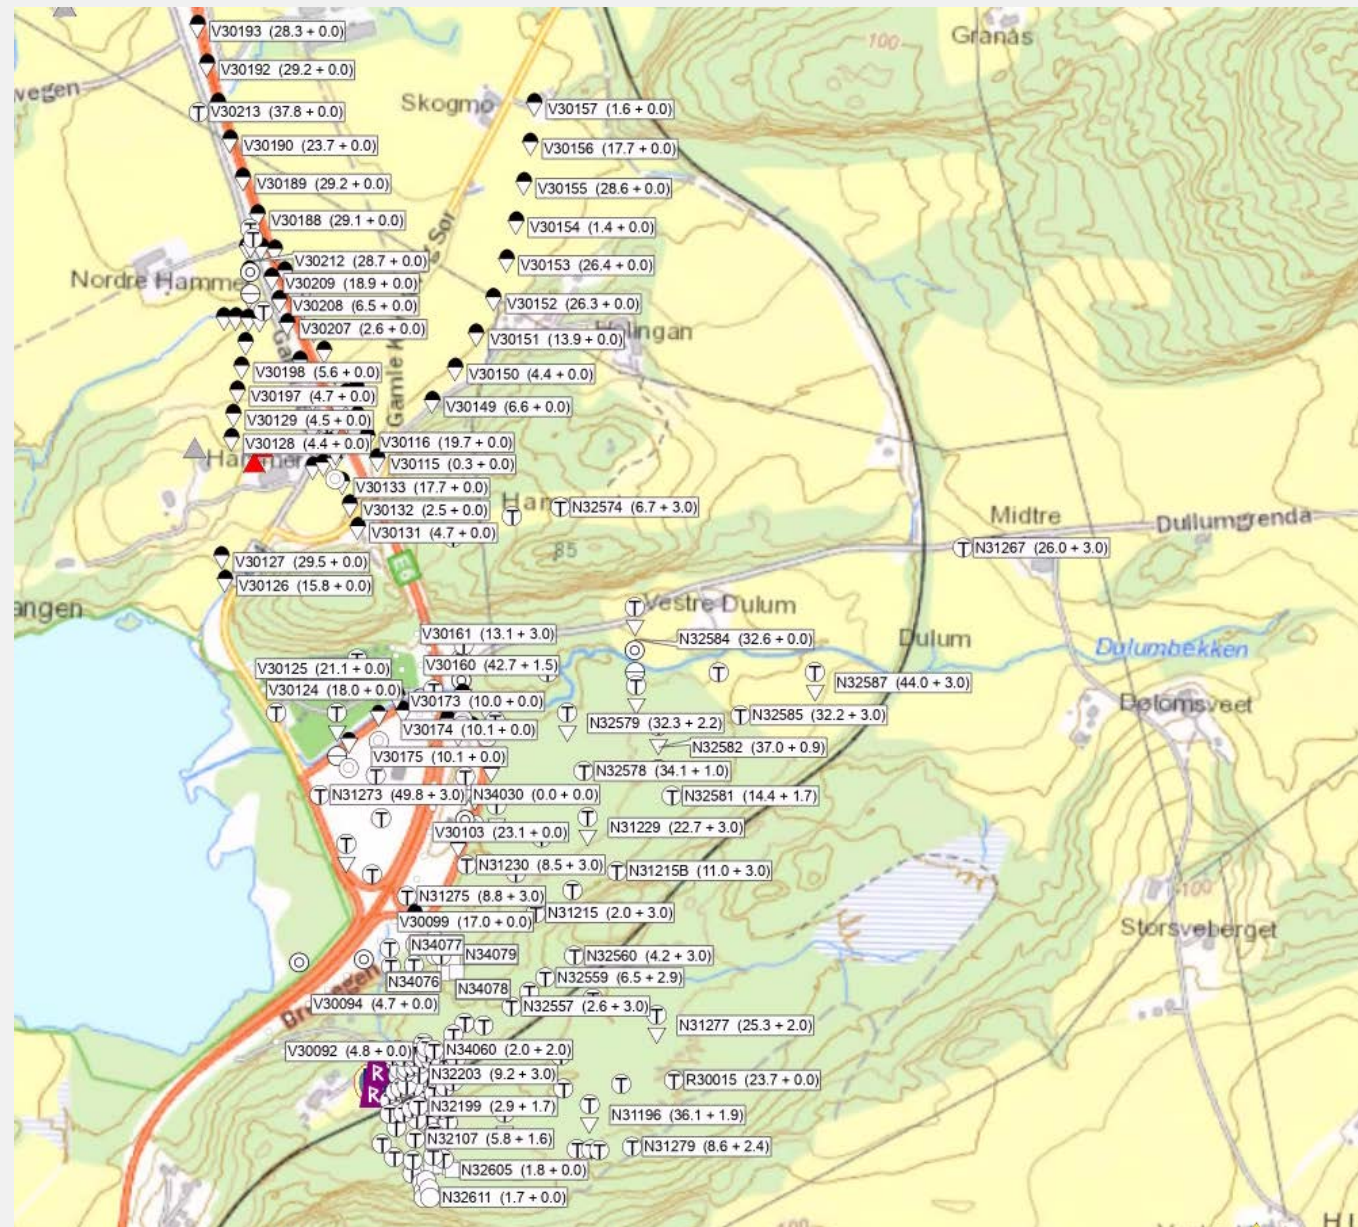 V30193 (28.3 + 0.0)
Granås
100
V30192 (29.2 + 0.0)
vegen
Skogmo
V30157 (1.6 + 0.0)
V30213 (37.8 + 0.0)
V30190 (23.7 + 0.0)
V30156 (17.7 + 0.0)
V30189 (29.2 + 0.0)
V30155 (28.6 + 0.0)
V30188 (29.1 + 0.0)
V30154 (1.4 + 0.0)
V30212 (28.7 + 0.0)
V30153 (26.4 + 0.0)
Nordre Hamme
V30209 (18.9 + 0.0)
V30208 (6.5 + 0.0)
V30152 (26.3 + 0.0)
V30207 (2.6 + 0.0)
V30151 (13.9 + 0.0)
lingan
V30198 (5.6 + 0.0)
Gamle K
V30150 (4.4 + 0.0)
V30197 (4.7 + 0.0)
V30149 (6.6 + 0.0)
V30129 (4.5 + 0.0)
V30128 (4.4 + 0.0)
V30116 (19.7 + 0.0)
V30115 (0.3 + 0.0)
V30133 (17.7 + 0.0)
V30132 (2.5 + 0.0)
Ham
N32574 (6.7 + 3.0)
Midtre
Dullumgrenda
V30131 (4.7 + 0.0)
85
N31267 (26.0 + 3.0)
V30127 (29.5 + 0.0)
E6
V30126 (15.8 + 0.0)
angen
Vestre Dulum
V30161 (13.1 + 3.0)
N32584 (32.6 + 0.0)
Dulum
Dulumbekken
V30125 (21.1 + 0.0)
V30160 (42.7 + 1.5)
N32587 (44.0 + 3.0)
V30124 (18.0 + 0.0)
V30173 (10.0 + 0.0)
Dølomsveet
V30174 (10.1 + 0.0)
N32579 (32.3 + 2.2)
N32585 (32.2 + 3.0)
N32582 (37.0 + 0.9)
V30175 (10.1 + 0.0)
N32578 (34.1 + 1.0)
N31273 (49.8 + 3.0)
N34030 (0.0 + 0.0)
N32581 (14.4 + 1.7)
V30103 (23.1 + 0.0)
N31229 (22.7 + 3.0)
N31230 (8.5 + 3.0)
N31215B (11.0 + 3.0)
100
N31275 (8.8 + 3.0)
V30099 (17.0 + 0.0)
N31215 (2.0 + 3.0)
Storsveberget
N34077
N34079
N32560 (4.2 + 3.0)
N34076
N34078
N32559 (6.5 + 2.9)
V30094 (4.7 + 0.0)
N32557 (2.6 + 3.0)
N31277 (25.3 + 2.0)
V30092 (4.8 + 0.0)
N34060 (2.0 + 2.0)
R
N32203 (9.2 + 3.0)
R30015 (23.7 + 0.0)
R
N32199 (2.9 + 1.7)
N31196 (36.1 + 1.9)
N32107 (5.8 + 1.6)
N31279 (8.6 + 2.4)
N32605 (1.8 + 0.0)
N32611 (1.7 + 0.0)
100